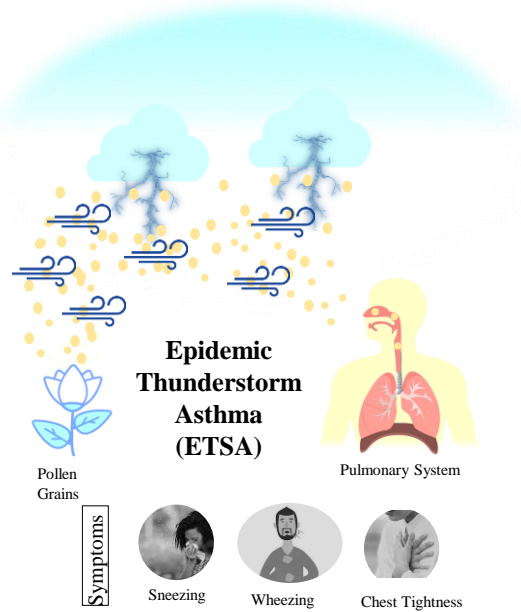 Epidemic
Thunderstorm
Asthma
(ETSA)
Pollen
Grains
Pulmonary System
Symptoms
Sneezing
Wheezing
Chest Tightness